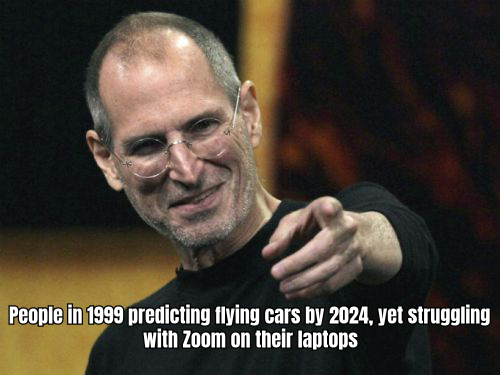 People in 1999 predicting flying cars by 2024, yet struggling
with Zoom on their laptops